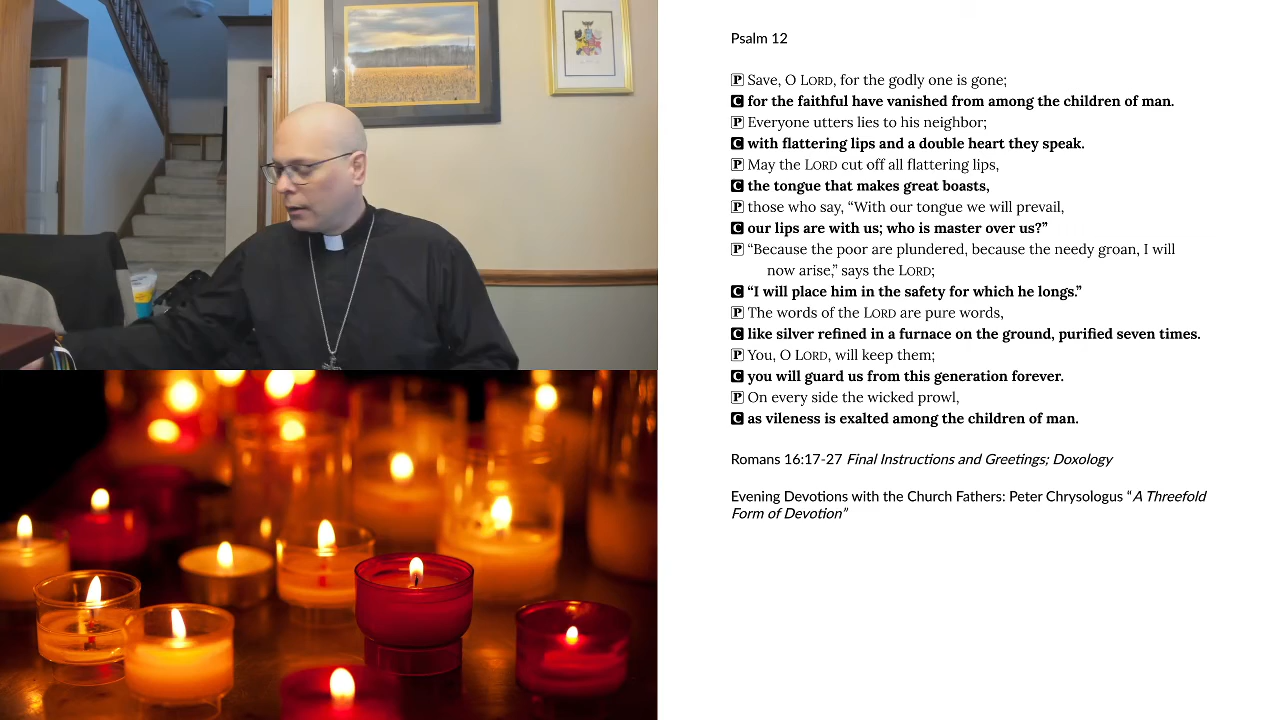 Psalm 12
P Save, O LORD, for the godly one is gone;
C for the faithful have vanished from among the children of man.
P Everyone utters lies to his neighbor;
C with flattering lips and a double heart they speak.
P May the LORD cut off all flattering lips,
C the tongue that makes great boasts,
P those who say, “With our tongue we will prevail,
C our lips are with us; who is master over us?”
P “Because the poor are plundered, because the needy groan, I will
now arise,” says the LORD;
C “I will place him in the safety for which he longs.”
P The words of the LORD are pure words,
C like silver refined in a furnace on the ground, purified seven times.
P You, O LORD, will keep them;
C you will guard us from this generation forever.
P On every side the wicked prowl,
C as vileness is exalted among the children of man.
Romans 16:17-27 Final Instructions and Greetings; Doxology
Evening Devotions with the Church Fathers: Peter Chrysologus “A Threefold
Form of Devotion”